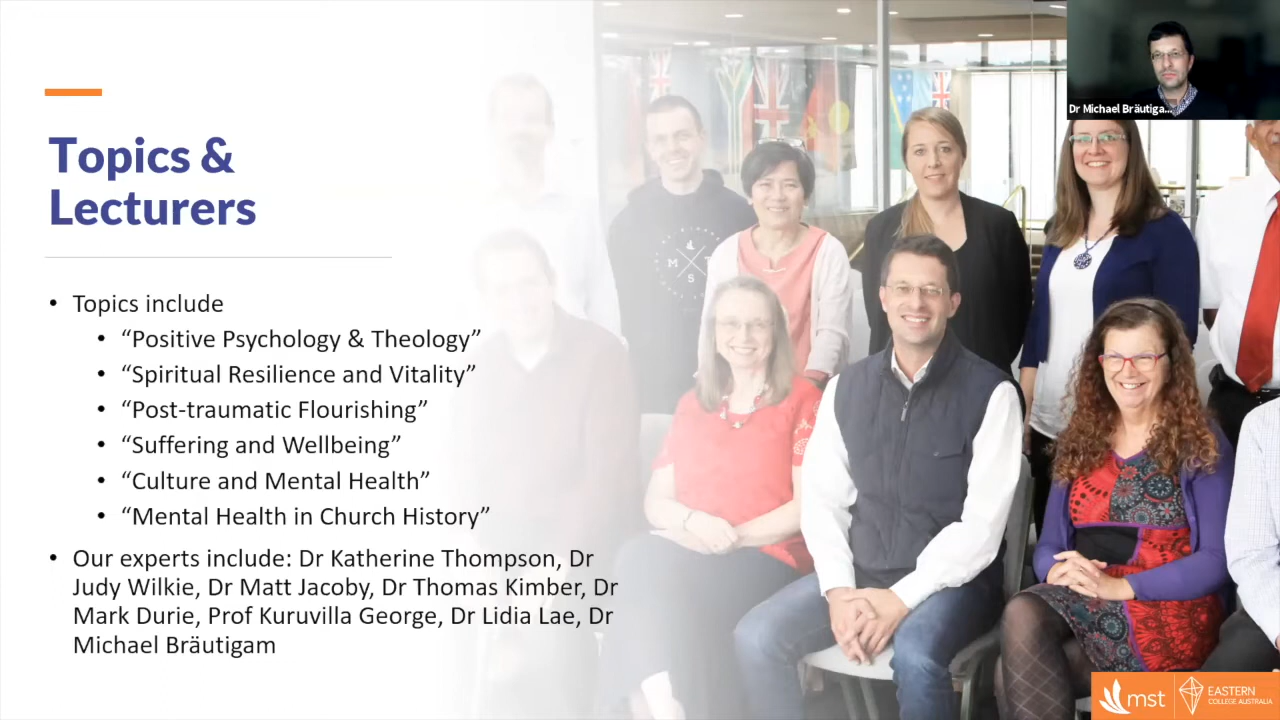 Dr Michael Bräutiga...
Topics &
Lecturers
• Topics include
• “Positive Psychology & Theology”
• “Spiritual Resilience and Vitality”
• “Post-traumatic Flourishing”
• “Suffering and Wellbeing”
• “Culture and Mental Health”
• “Mental Health in Church History”
• Our experts include: Dr Katherine Thompson, Dr
Judy Wilkie, Dr Matt Jacoby, Dr Thomas Kimber, Dr
Mark Durie, Prof Kuruvilla George, Dr Lidia Lae, Dr
Michael Bräutigam
M T
S
mst
EASTERN
COLLEGE AUSTRALIA